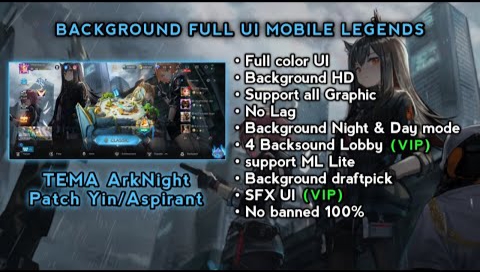 BACKGROUND FULL UI MOBILE LEGENDS
• Full color UI
• Background HD
• Support all Graphic
• No Lag
• Background Night & Day mode
• 4 Backsound Lobby (VIP)
• support ML Lite
• Background draftpick
• SFX UI (VIP)
• No banned 100%
CLASSIC
TEMA ArkNight
Patch Yin/Aspirant